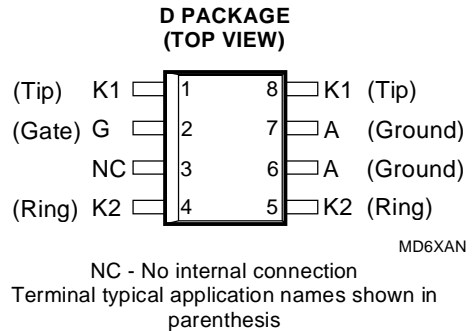 D PACKAGE
(TOP VIEW)
(Tip) K1 1 8 K1 (Tip)
(Gate) G 2 7 A (Ground)
NC 3 6 A (Ground)
(Ring) K2 4 5 K2 (Ring)
MD6XAN
NC - No internal connection
Terminal typical application names shown in
parenthesis